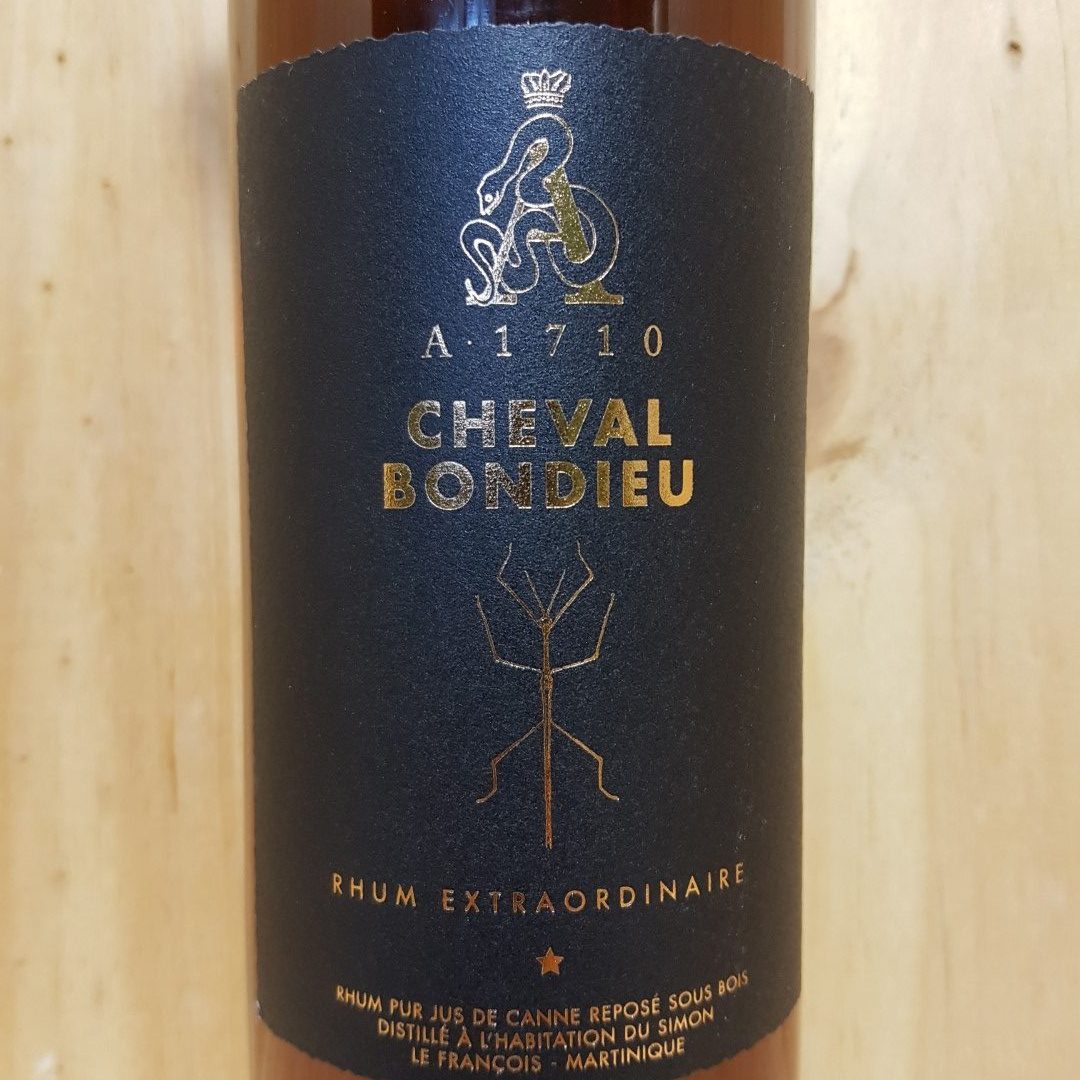 A
A·1710
CHEVAL
BONDIEU
RHUM EXTRAORDINAIRE
RHUM PUR JUS DE CANNE REPOSÉ SOUS BOIS
DISTILLÉ À L'HABITATION DU SIMON
LE FRANÇOIS - MARTINIQUE